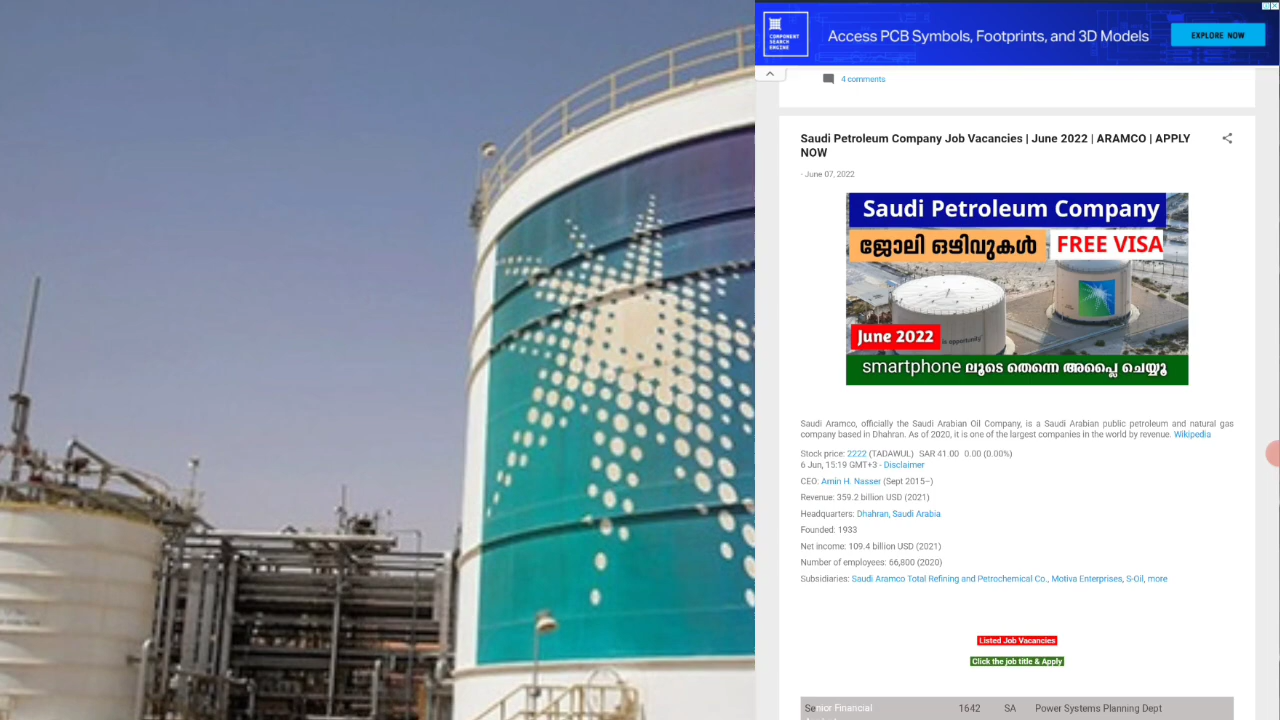 COMPONENT
SEARCH
ENGINE
Access PCB Symbols, Footprints, and 3D Models
EXPLORE NOW
4 comments
Saudi Petroleum Company Job Vacancies | June 2022 | ARAMCO | APPLY
NOW
- June 07, 2022
Saudi Petroleum Company
ജോലി ഒഴിവുകൾ FREE VISA
June 2022
is opportunity
smartphone ലൂടെ തന്നെ അപ്ലൈ ചെയ്യൂ
Saudi Aramco, officially the Saudi Arabian Oil Company, is a Saudi Arabian public petroleum and natural gas
company based in Dhahran. As of 2020, it is one of the largest companies in the world by revenue. Wikipedia
Stock price: 2222 (TADAWUL) SAR 41.00 0.00 (0.00%)
6 Jun, 15:19 GMT+3 - Disclaimer
CEO: Amin H. Nasser (Sept 2015–)
Revenue: 359.2 billion USD (2021)
Headquarters: Dhahran, Saudi Arabia
Founded: 1933
Net income: 109.4 billion USD (2021)
Number of employees: 66,800 (2020)
Subsidiaries: Saudi Aramco Total Refining and Petrochemical Co., Motiva Enterprises, S-Oil, more
Listed Job Vacancies
Click the job title & Apply
Senior Financial 1642 SA Power Systems Planning Dept